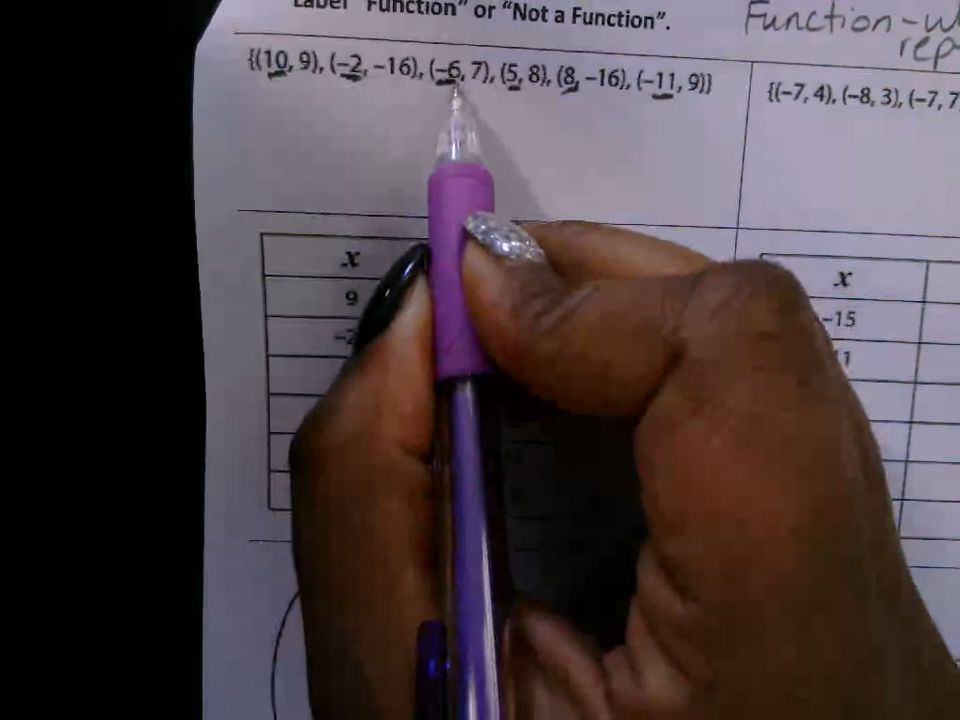 Label "Function" or "Not a Function".
Function-
rep
{(10, 9), (−2, −16), (−6, 7), (5, 8), (8, −16), (−11, 9)}
{(−7, 4), (−8, 3), (−7, 7
x
x
9
−15